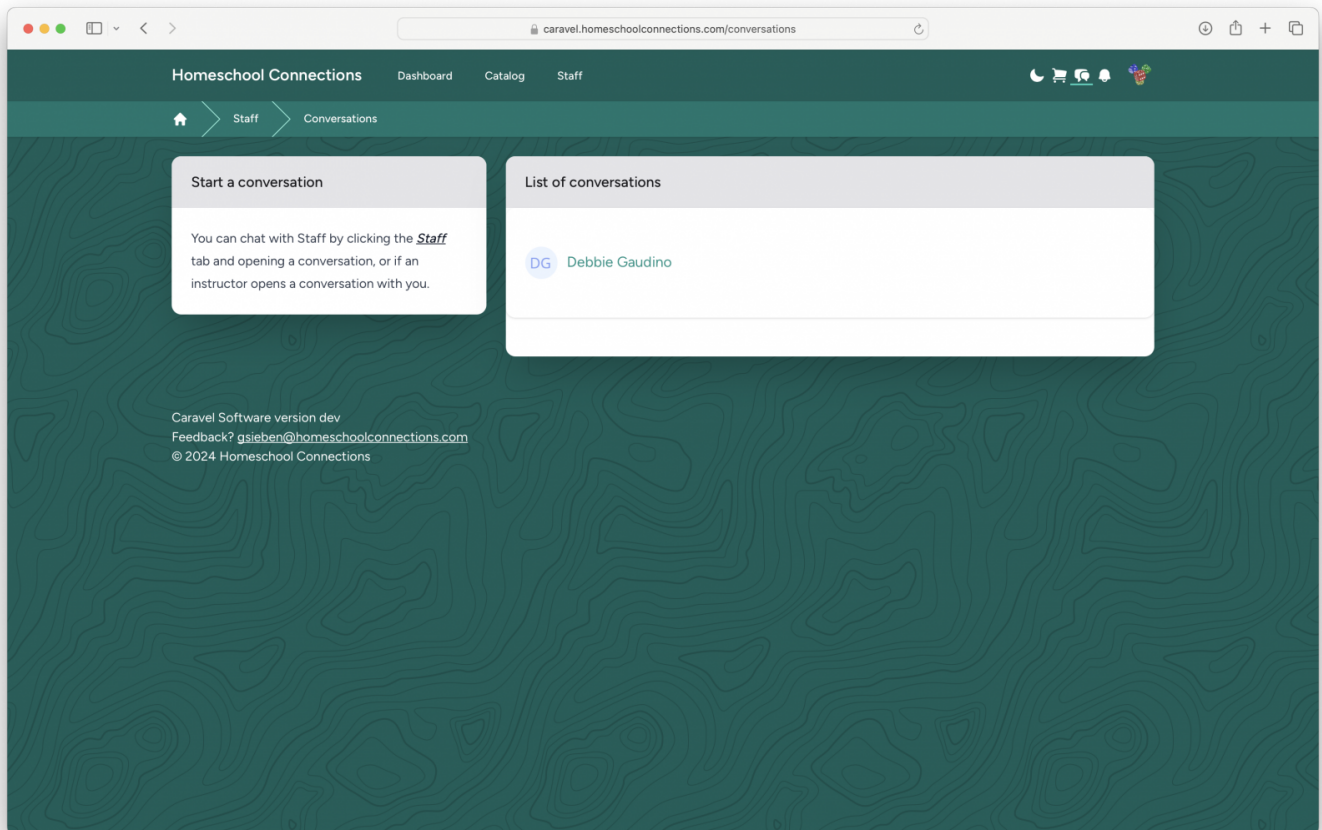 caravel.homeschoolconnections.com/conversations
Homeschool Connections Dashboard Catalog Staff
Staff Conversations
Start a conversation
You can chat with Staff by clicking the Staff
tab and opening a conversation, or if an
instructor opens a conversation with you.
List of conversations
DG Debbie Gaudino
Caravel Software version dev
Feedback? gsieben@homeschoolconnections.com
© 2024 Homeschool Connections